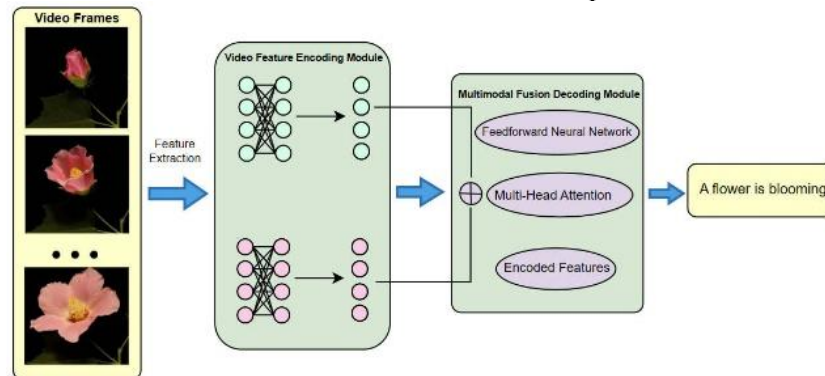 Video Frames
Video Feature Encoding Module
Feature
Extraction
Multimodal Fusion Decoding Module
Feedforward Neural Network
Multi-Head Attention
Encoded Features
A flower is blooming